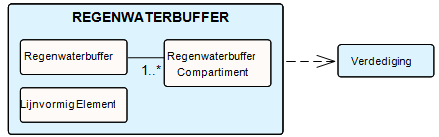 REGENWATERBUFFER
Regenwaterbuffer
1..*
Regenwaterbuffer
Compartiment
Lijnvormig Element
Verdediging